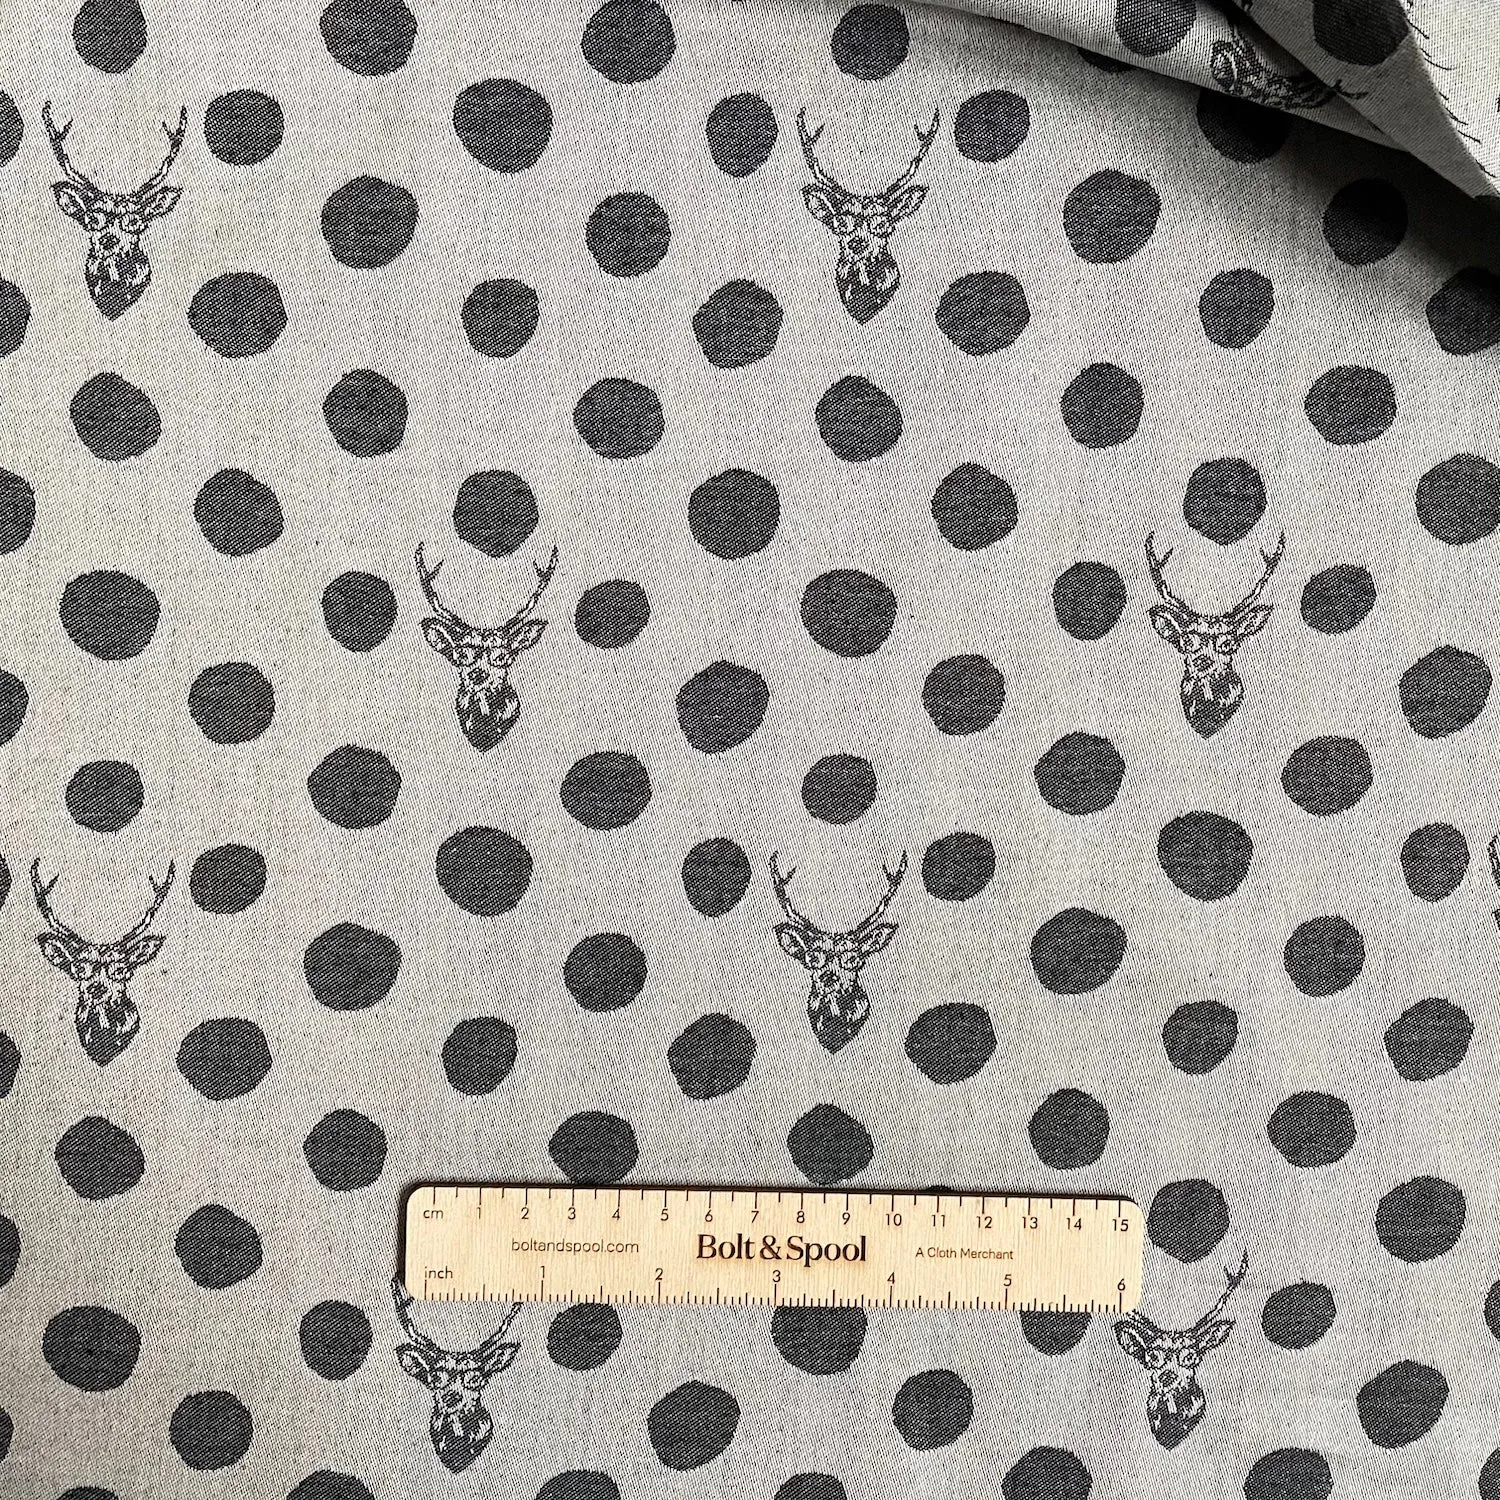 cm 1 2 3 4 5 6 7 8 9 10 11 12 13 14 15
boltandspool.com Bolt & Spool A Cloth Merchant
inch 1 2 3 4 5 6